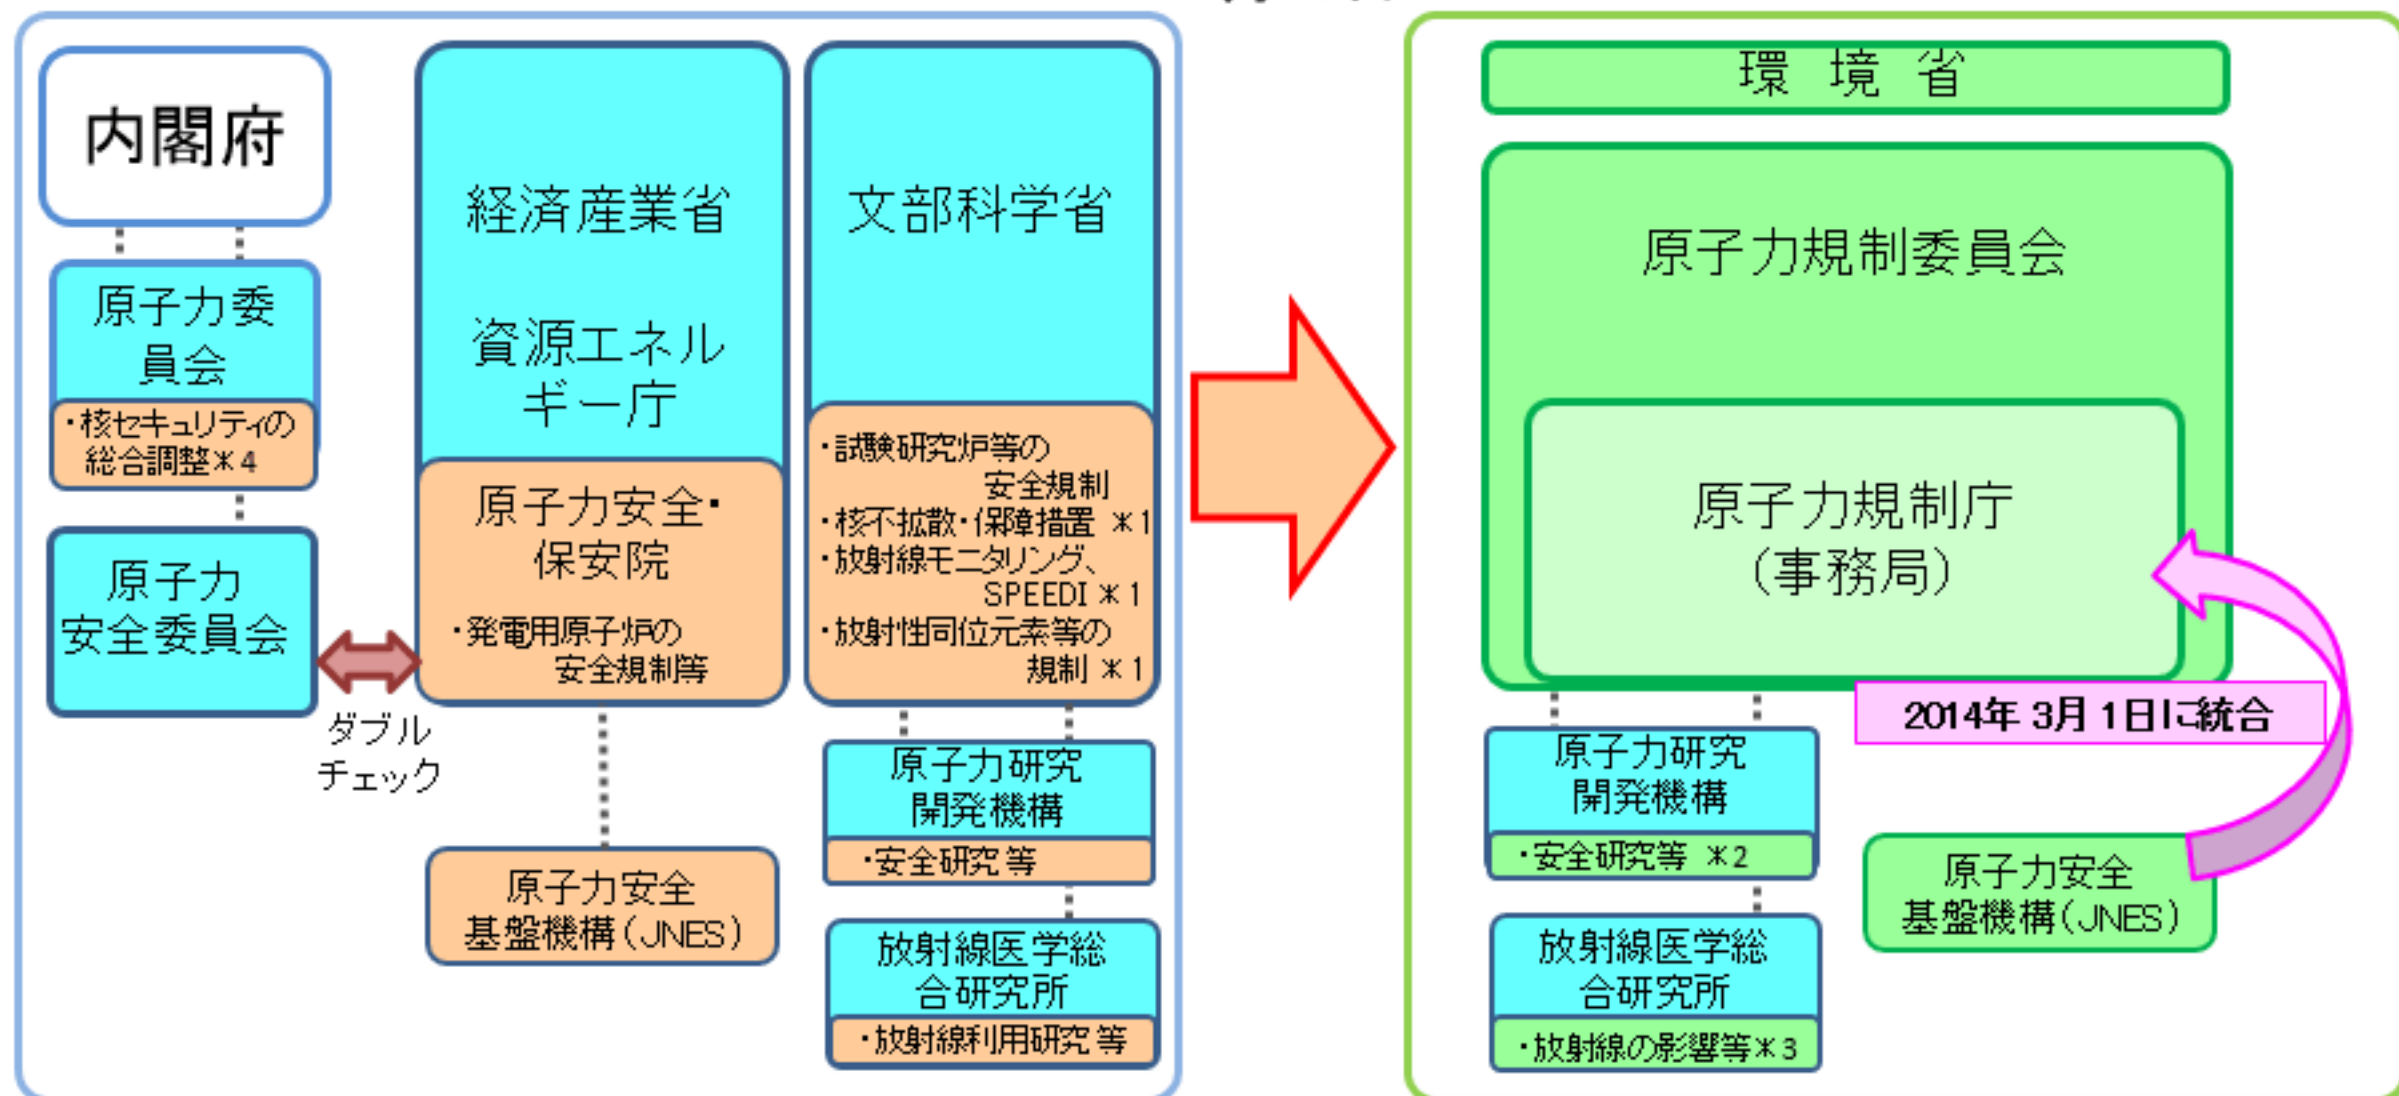 内閣府
原子力委
員会
・核セキュリティの
総合調整＊4
原子力
安全委員会
ダブル
チェック
経済産業省
資源エネル
ギー庁
原子力安全・
保安院
・発電用原子炉の
安全規制等
原子力安全
基盤機構（JNES）
文部科学省
・試験研究炉等の
安全規制
・核不拡散・保障措置 ＊1
・放射線モニタリング、
SPEEDI ＊1
・放射性同位元素等の
規制 ＊1
原子力研究
開発機構
・安全研究等
放射線医学総
合研究所
・放射線利用研究等
環 境 省
原子力規制委員会
原子力規制庁
（事務局）
2014年 3月 1日に統合
原子力研究
開発機構
・安全研究等 ＊2
放射線医学総
合研究所
・放射線の影響等＊3
原子力安全
基盤機構（JNES）